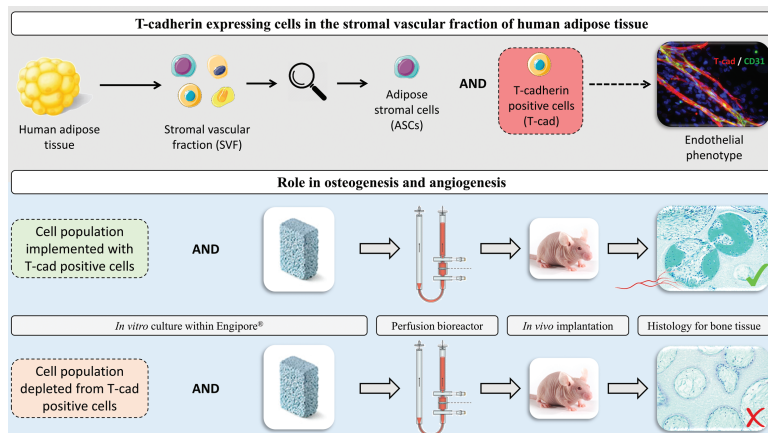 T-cadherin expressing cells in the stromal vascular fraction of human adipose tissue
Human adipose
tissue
Stromal vascular
fraction (SVF)
Adipose
stromal cells
(ASCs)
AND
T-cadherin
positive cells
(T-cad)
T-cad / CD31
Endothelial
phenotype
Role in osteogenesis and angiogenesis
Cell population
implemented with
T-cad positive cells
AND
In vitro culture within Engipore®
Perfusion bioreactor
In vivo implantation
Histology for bone tissue
Cell population
depleted from T-cad
positive cells
AND